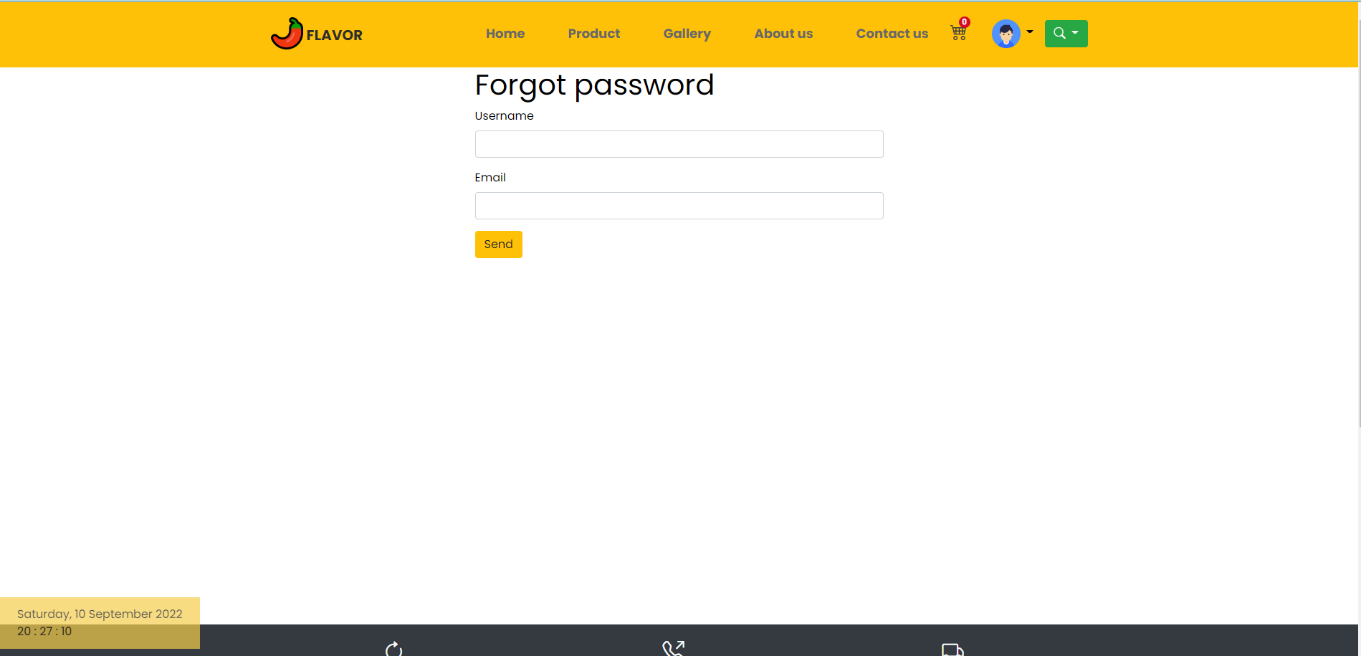 FLAVOR Home Product Gallery About us Contact us 0
Forgot password
Username
Email
Send
Saturday, 10 September 2022
20 : 27 : 10